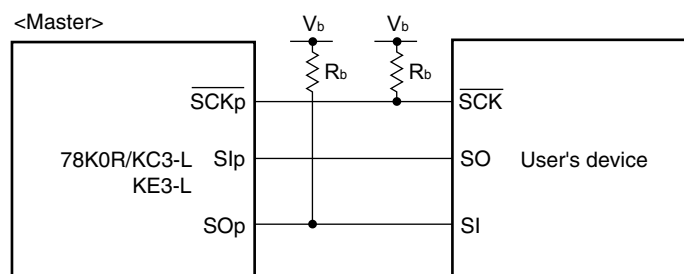 <Master>
Vb Vb
Rb Rb
SCKp SCK
78K0R/KC3-L SIp SO User's device
KE3-L
SOp SI